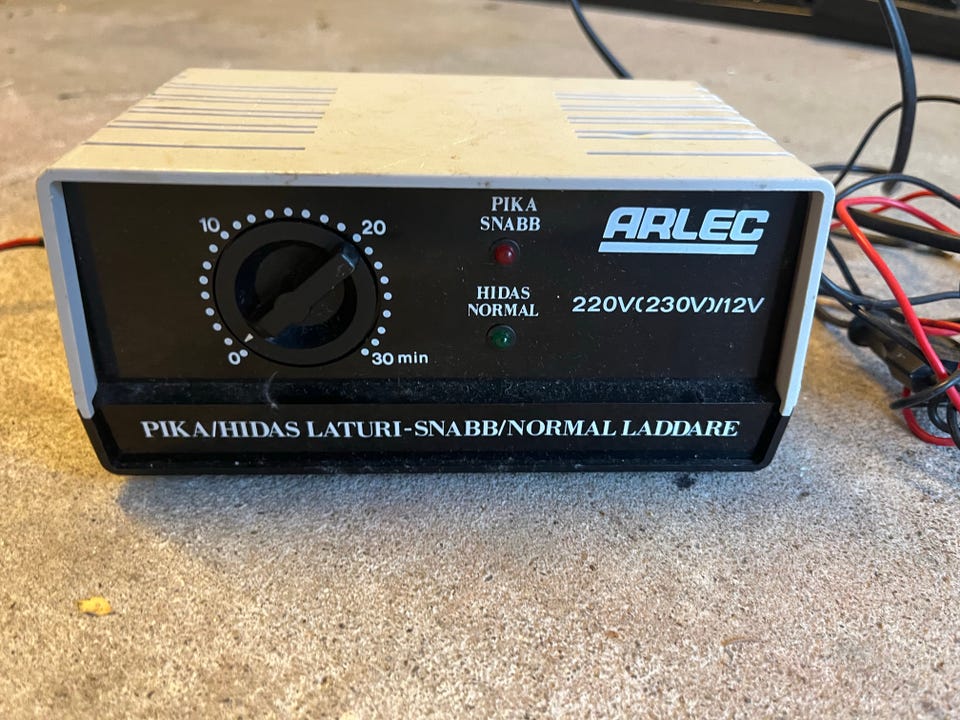 10
20
0
30 min
PIKA
SNABB
HIDAS
NORMAL
ARLEC
220V(230V)/12V
PIKA/HIDAS LATURI-SNABB/NORMAL LADDARE